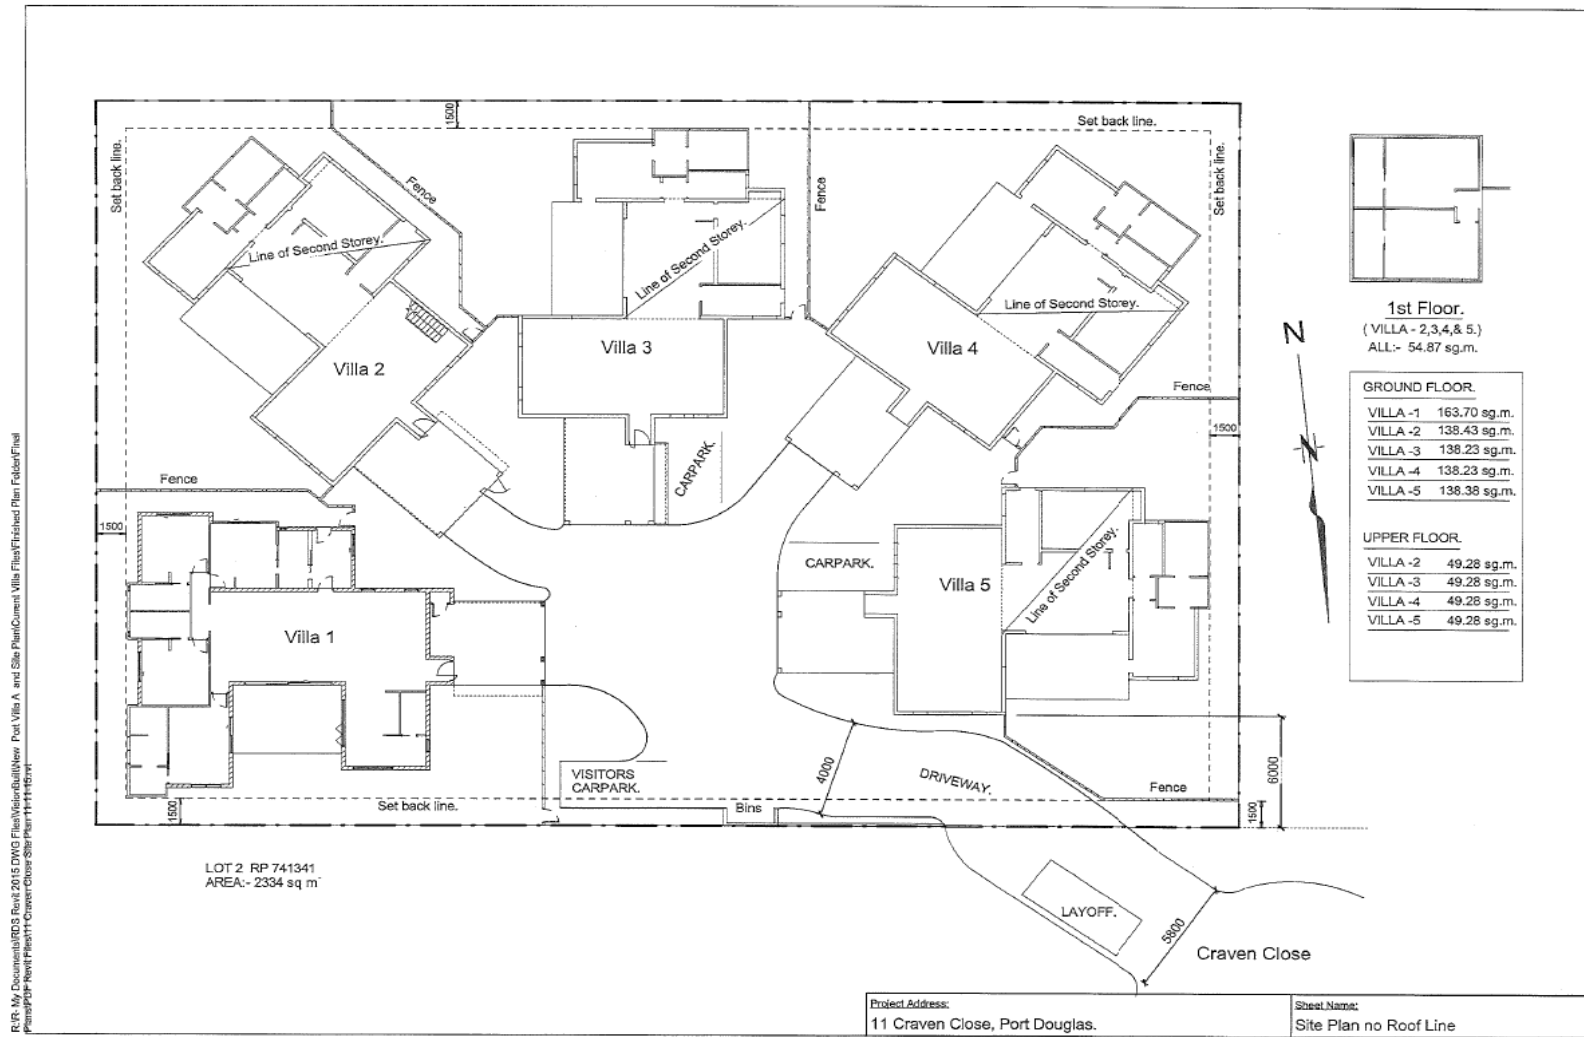 1500
Set back line.
Set back line.
Set back line.
Fence
Fence
Line of Second Storey.
Line of Second Storey.
Line of Second Storey.
1st Floor.
( VILLA - 2,3,4,& 5.)
ALL:- 54.87 sq.m.
N
Villa 2
Villa 3
Villa 4
GROUND FLOOR.
VILLA -1 163.70 sq.m.
VILLA -2 138.43 sq.m.
VILLA -3 138.23 sq.m.
VILLA -4 138.23 sq.m.
VILLA -5 138.38 sq.m.
UPPER FLOOR.
VILLA -2 49.28 sq.m.
VILLA -3 49.28 sq.m.
VILLA -4 49.28 sq.m.
VILLA -5 49.28 sq.m.
Fence
1500
CARPARK.
Fence
1500
CARPARK.
Villa 5
Line of Second Storey.
Villa 1
VISITORS
CARPARK.
4000
DRIVEWAY.
6000
Fence
1500
Set back line.
Bins
1500
LOT 2 RP 741341
AREA:- 2334 sq m
LAYOFF.
5800
Craven Close
Project Address:
11 Craven Close, Port Douglas.
Sheet Name:
Site Plan no Roof Line